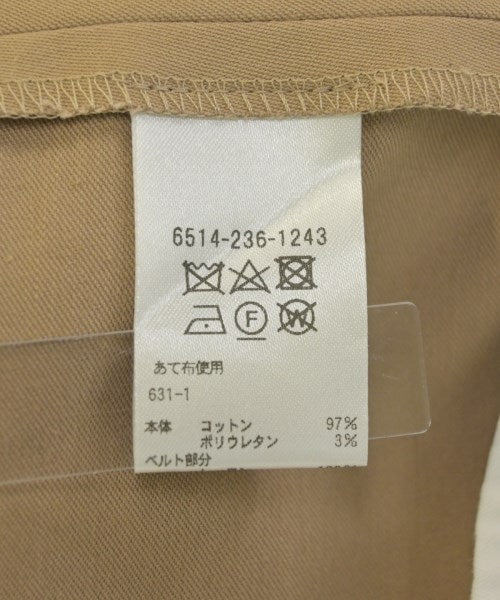 6514-236-1243
F
W
あて布使用
631-1
本体 コットン 97%
ポリウレタン 3%
ベルト部分